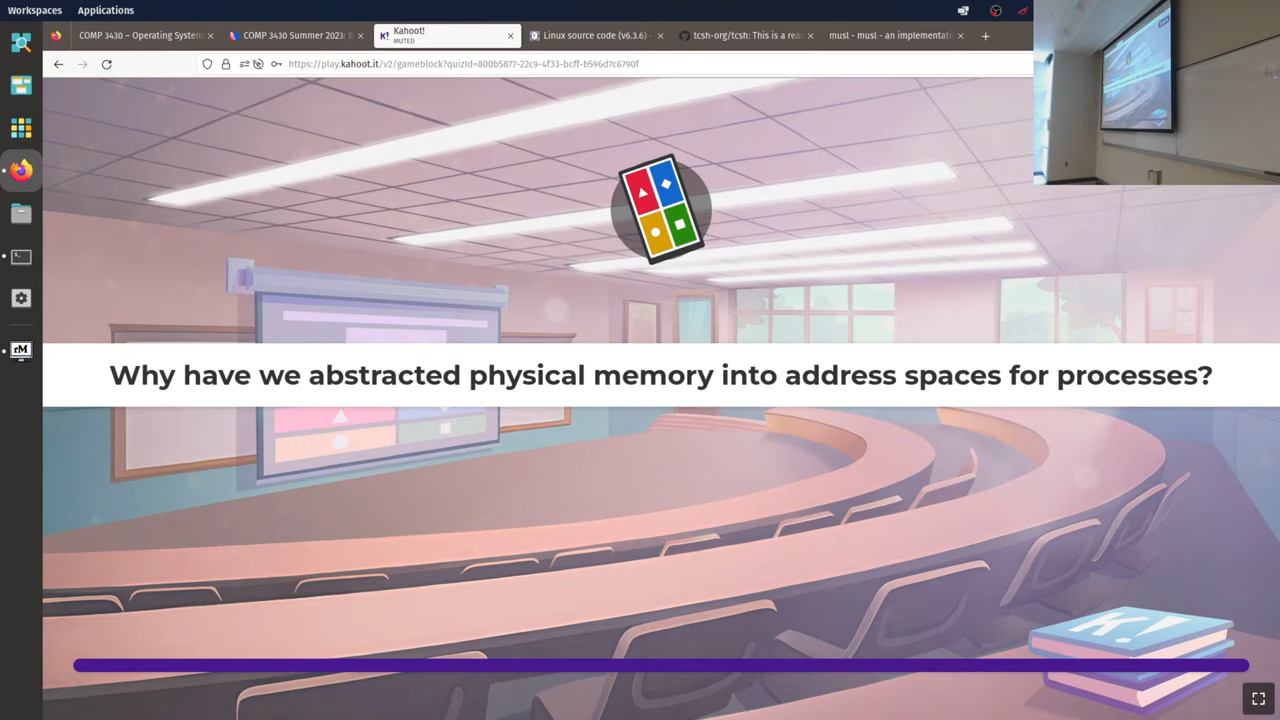 Workspaces Applications
COMP 3430 – Operating System
COMP 3430 Summer 2023: W
Kahoot!
MUTED
Linux source code (v6.3.6) –
tcsh-org/tcsh: This is a rea
musl - musl - an implementati
https://play.kahoot.it/v2/gameblock?quizId=800b5877-22c9-4f33-bcff-b596d7c6790f
Why have we abstracted physical memory into address spaces for processes?
K!
rM